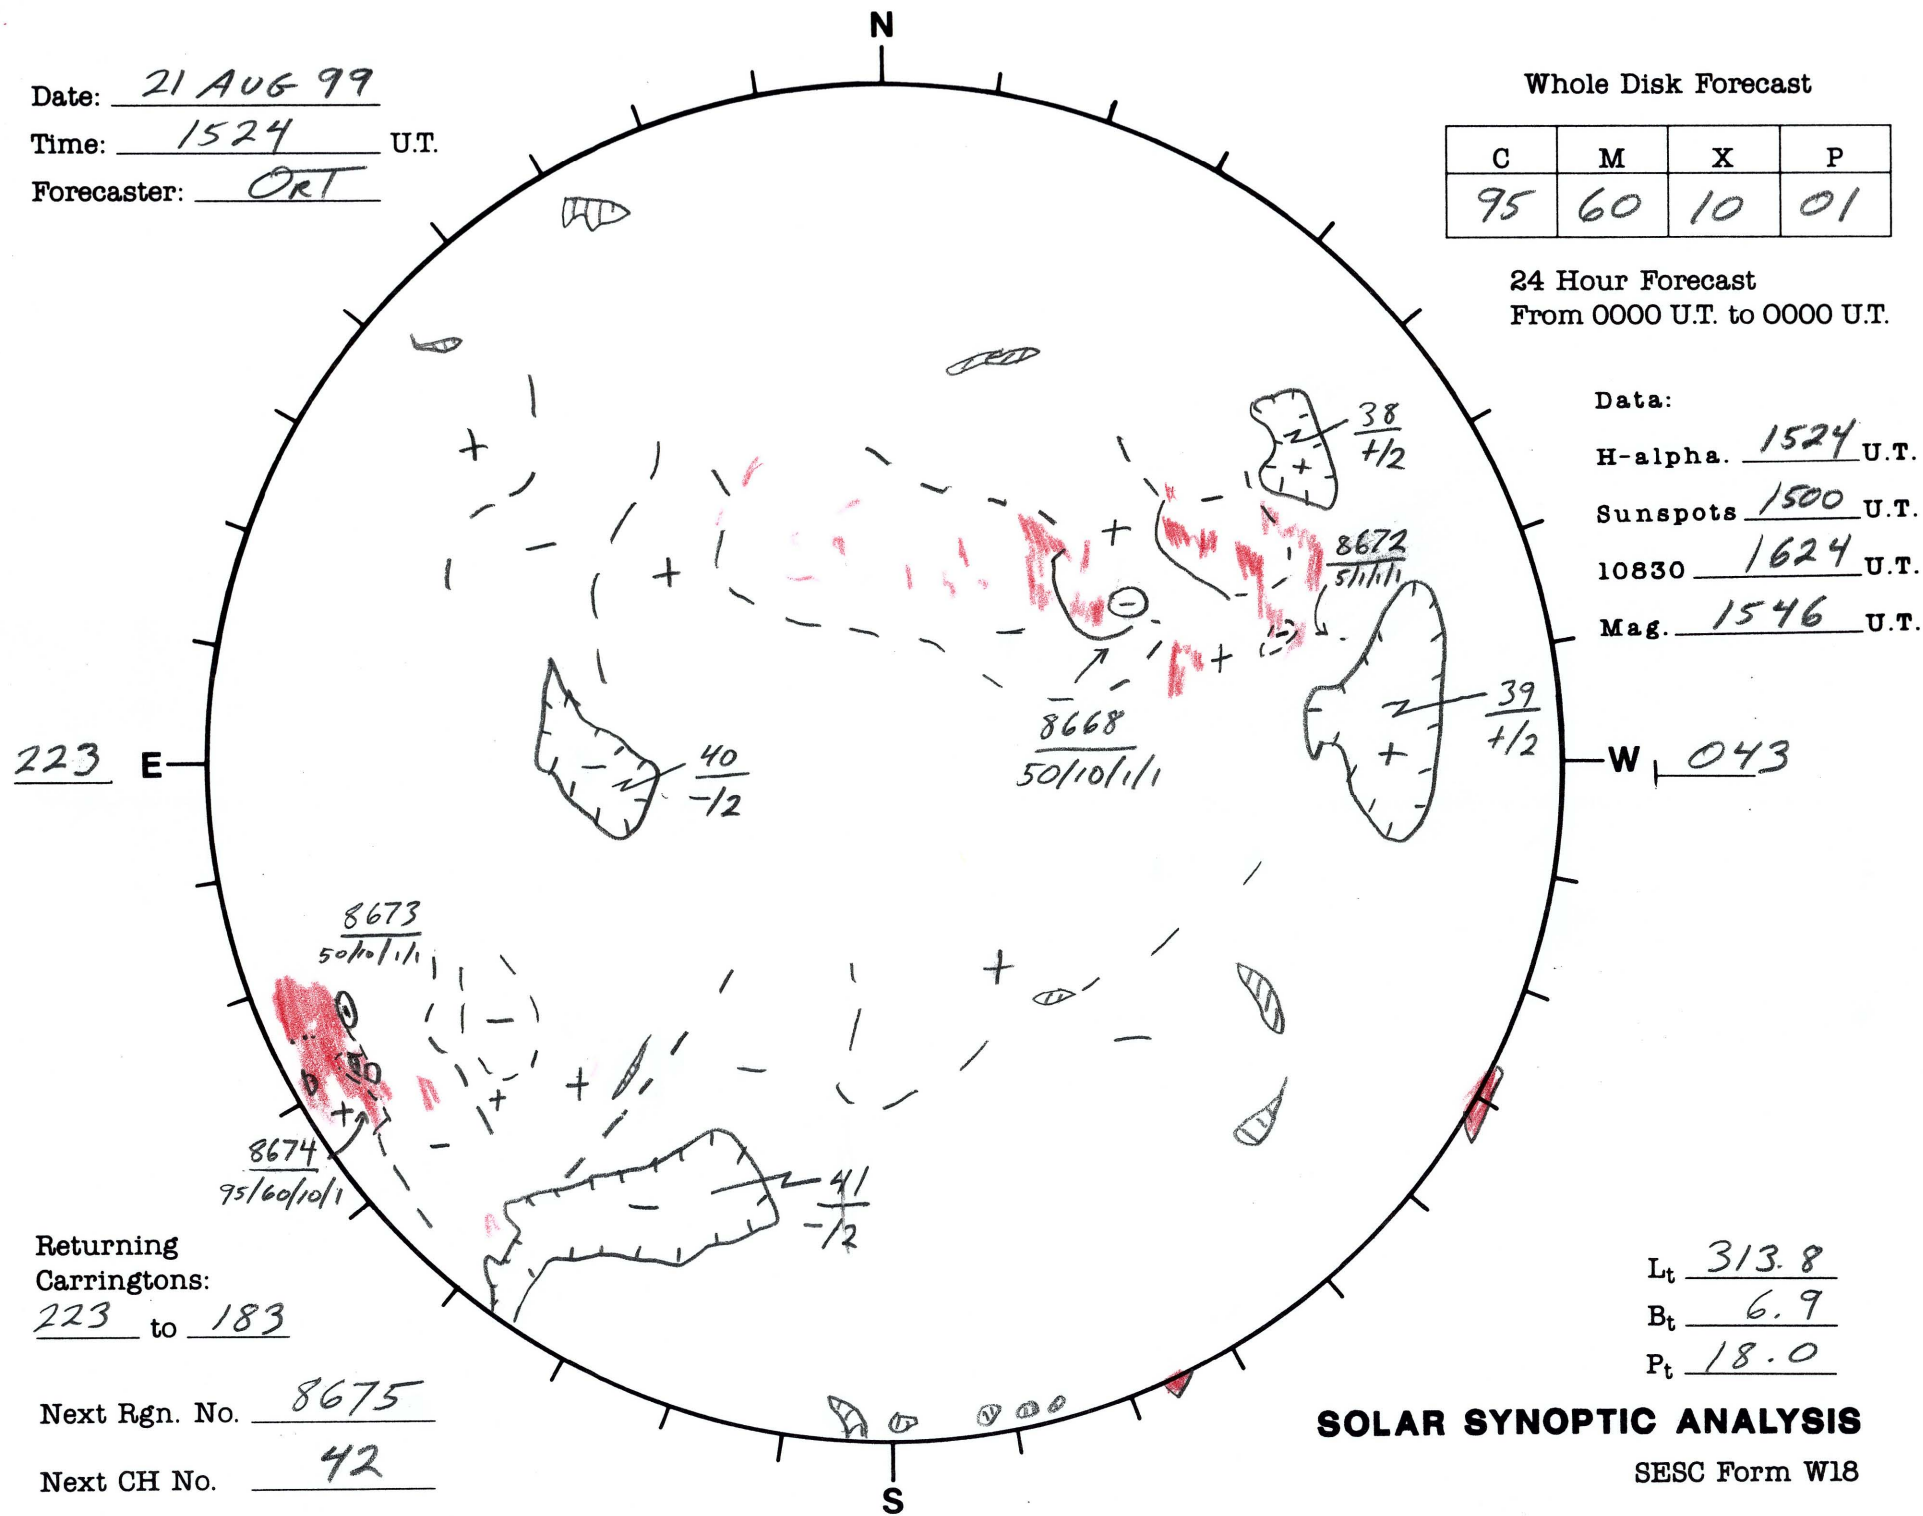 N
Date: 21 AUG 99
Time: 1524 U.T.
Forecaster: ORT
Whole Disk Forecast
C M X P
95 60 10 01
24 Hour Forecast
From 0000 U.T. to 0000 U.T.
Data:
H-alpha. 1524 U.T.
Sunspots 1500 U.T.
10830 1624 U.T.
Mag. 1546 U.T.
38
+/2
8672
5/1/1/1
39
+/2
8668
50/10/1/1
40
-/2
223 E
W 043
8673
50/10/1/1
8674
95/60/10/1
41
-/2
Returning
Carringtons:
223 to 183
Next Rgn. No. 8675
Next CH No. 42
Lt 313.8
Bt 6.9
Pt 18.0
SOLAR SYNOPTIC ANALYSIS
SESC Form W18
S